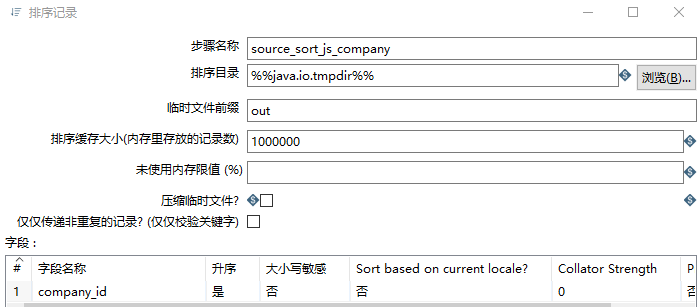 排序记录
步骤名称 source_sort_js_company
排序目录 %%java.io.tmpdir%% 浏览(B)...
临时文件前缀 out
排序缓存大小(内存里存放的记录数) 1000000
未使用内存限值 (%)
压缩临时文件?
仅仅传递非重复的记录? (仅仅校验关键字)
字段：
# 字段名称 升序 大小写敏感 Sort based on current locale? Collator Strength P
1 company_id 是 否 否 0 否